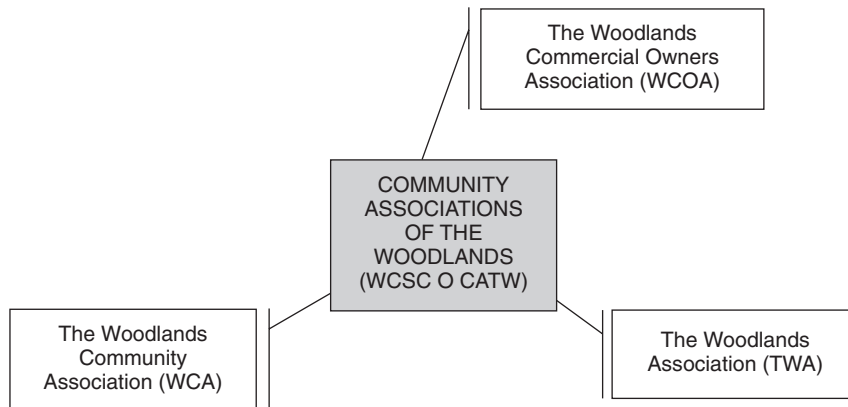 The Woodlands
Commercial Owners
Association (WCOA)
COMMUNITY
ASSOCIATIONS
OF THE
WOODLANDS
(WCSC O CATW)
The Woodlands
Community
Association (WCA)
The Woodlands
Association (TWA)